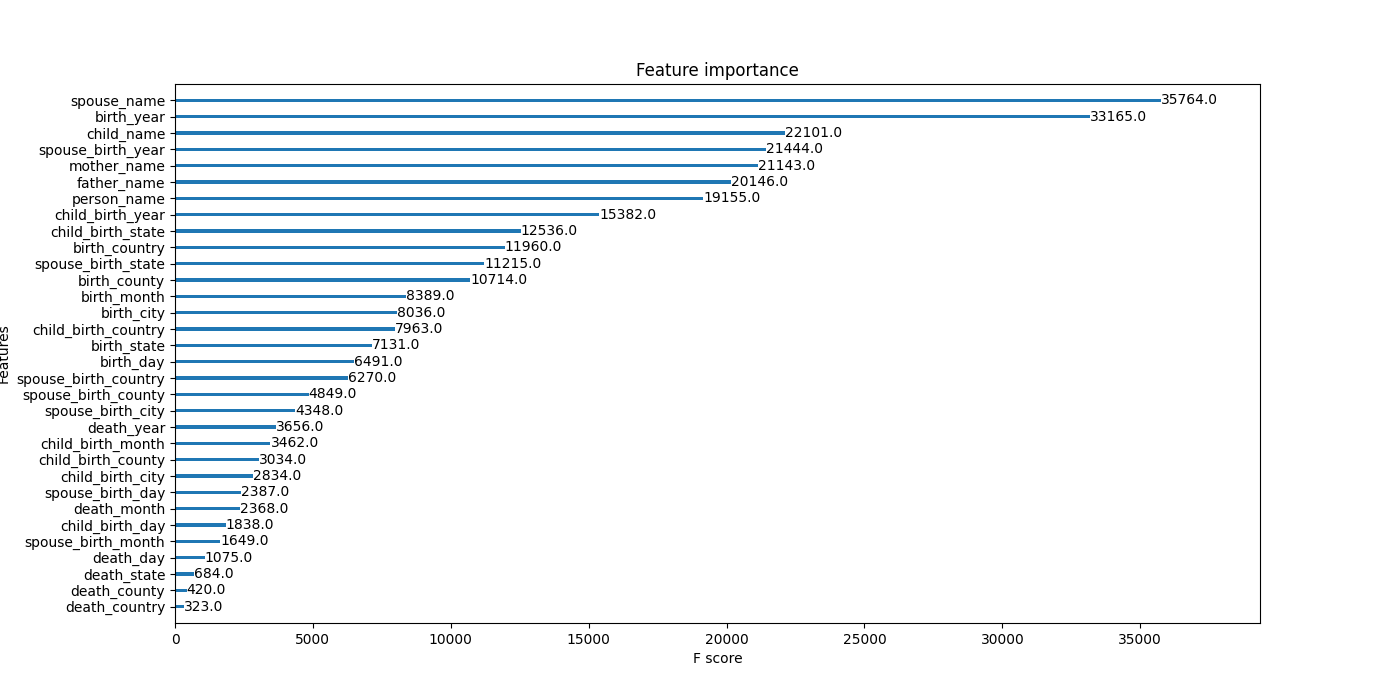 Feature importance
spouse_name 35764.0
birth_year 33165.0
child_name 22101.0
spouse_birth_year 21444.0
mother_name 21143.0
father_name 20146.0
person_name 19155.0
child_birth_year 15382.0
child_birth_state 12536.0
birth_country 11960.0
spouse_birth_state 11215.0
birth_county 10714.0
birth_month 8389.0
birth_city 8036.0
child_birth_country 7963.0
birth_state 7131.0
birth_day 6491.0
spouse_birth_country 6270.0
spouse_birth_county 4849.0
spouse_birth_city 4348.0
death_year 3656.0
child_birth_month 3462.0
child_birth_county 3034.0
child_birth_city 2834.0
spouse_birth_day 2387.0
death_month 2368.0
child_birth_day 1838.0
spouse_birth_month 1649.0
death_day 1075.0
death_state 684.0
death_county 420.0
death_country 323.0
Features
0 5000 10000 15000 20000 25000 30000 35000
F score